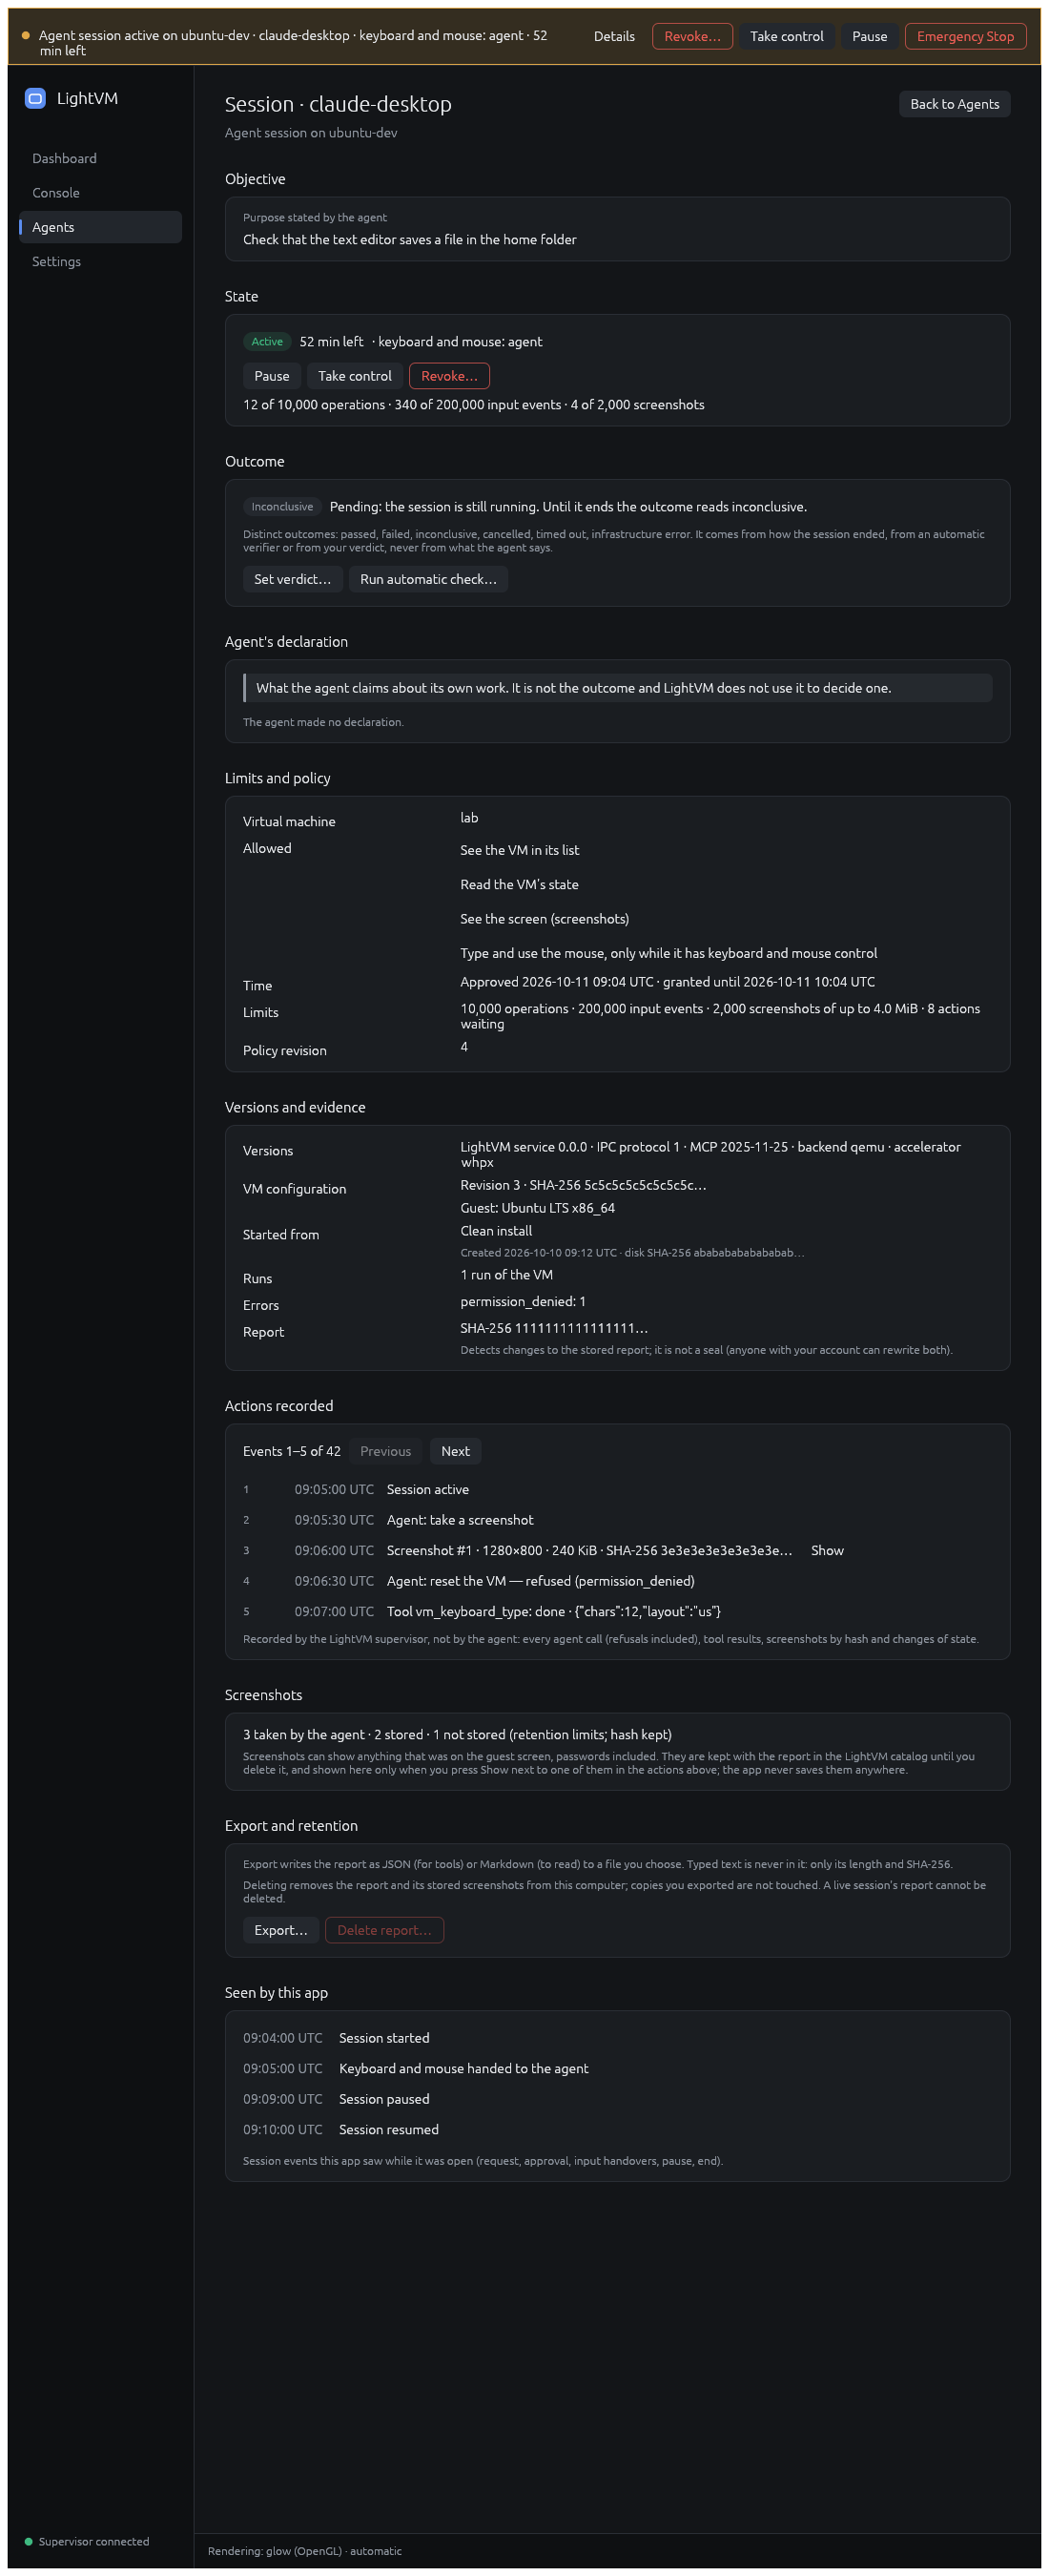 Agent session active on ubuntu-dev · claude-desktop · keyboard and mouse: agent · 52
min left
Details
Revoke…
Take control
Pause
Emergency Stop
LightVM
Dashboard
Console
Agents
Settings
Session · claude-desktop
Back to Agents
Agent session on ubuntu-dev
Objective
Purpose stated by the agent
Check that the text editor saves a file in the home folder
State
Active 52 min left · keyboard and mouse: agent
Pause Take control Revoke…
12 of 10,000 operations · 340 of 200,000 input events · 4 of 2,000 screenshots
Outcome
Inconclusive Pending: the session is still running. Until it ends the outcome reads inconclusive.
Distinct outcomes: passed, failed, inconclusive, cancelled, timed out, infrastructure error. It comes from how the session ended, from an automatic
verifier or from your verdict, never from what the agent says.
Set verdict… Run automatic check…
Agent's declaration
What the agent claims about its own work. It is not the outcome and LightVM does not use it to decide one.
The agent made no declaration.
Limits and policy
Virtual machine lab
Allowed See the VM in its list
Read the VM's state
See the screen (screenshots)
Type and use the mouse, only while it has keyboard and mouse control
Time Approved 2026-10-11 09:04 UTC · granted until 2026-10-11 10:04 UTC
Limits 10,000 operations · 200,000 input events · 2,000 screenshots of up to 4.0 MiB · 8 actions
waiting
Policy revision 4
Versions and evidence
Versions LightVM service 0.0.0 · IPC protocol 1 · MCP 2025-11-25 · backend qemu · accelerator
whpx
VM configuration Revision 3 · SHA-256 5c5c5c5c5c5c5c5c…
Guest: Ubuntu LTS x86_64
Started from Clean install
Created 2026-10-10 09:12 UTC · disk SHA-256 abababababababab…
Runs 1 run of the VM
Errors permission_denied: 1
Report SHA-256 1111111111111111…
Detects changes to the stored report; it is not a seal (anyone with your account can rewrite both).
Actions recorded
Events 1–5 of 42 Previous Next
1 09:05:00 UTC Session active
2 09:05:30 UTC Agent: take a screenshot
3 09:06:00 UTC Screenshot #1 · 1280×800 · 240 KiB · SHA-256 3e3e3e3e3e3e3e3e… Show
4 09:06:30 UTC Agent: reset the VM — refused (permission_denied)
5 09:07:00 UTC Tool vm_keyboard_type: done · {"chars":12,"layout":"us"}
Recorded by the LightVM supervisor, not by the agent: every agent call (refusals included), tool results, screenshots by hash and changes of state.
Screenshots
3 taken by the agent · 2 stored · 1 not stored (retention limits; hash kept)
Screenshots can show anything that was on the guest screen, passwords included. They are kept with the report in the LightVM catalog until you
delete it, and shown here only when you press Show next to one of them in the actions above; the app never saves them anywhere.
Export and retention
Export writes the report as JSON (for tools) or Markdown (to read) to a file you choose. Typed text is never in it: only its length and SHA-256.
Deleting removes the report and its stored screenshots from this computer; copies you exported are not touched. A live session's report cannot be
deleted.
Export… Delete report…
Seen by this app
09:04:00 UTC Session started
09:05:00 UTC Keyboard and mouse handed to the agent
09:09:00 UTC Session paused
09:10:00 UTC Session resumed
Session events this app saw while it was open (request, approval, input handovers, pause, end).
Supervisor connected
Rendering: glow (OpenGL) · automatic